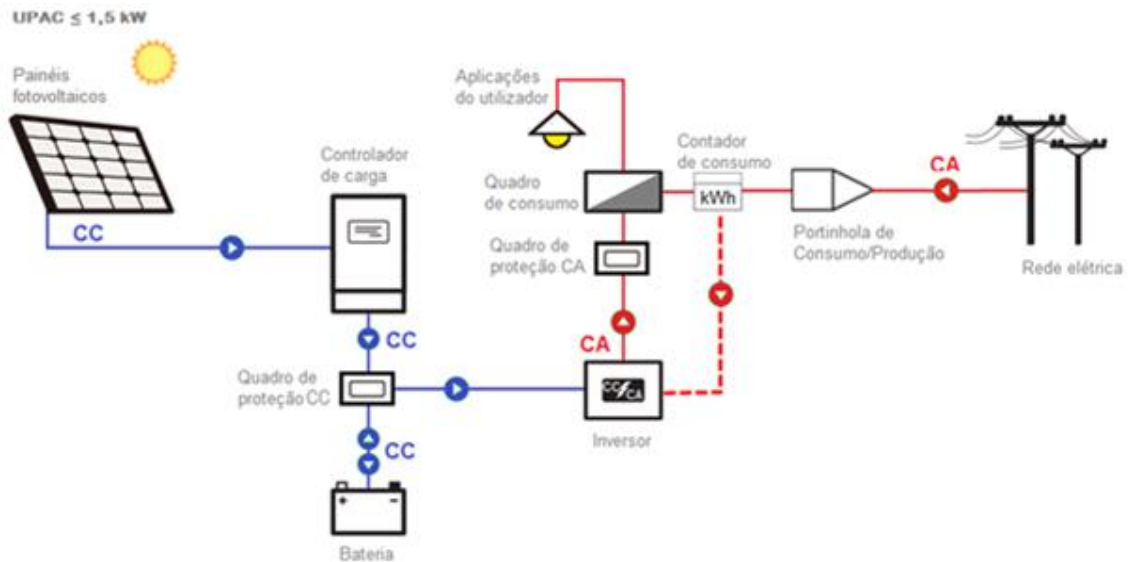 UPAC ≤ 1,5 kW
Painéis
fotovoltaicos
CC
Controlador
de carga
CC
Quadro de
proteção CC
CC
+ −
Bateria
Aplicações
do utilizador
Quadro
de consumo
Quadro de
proteção CA
CA
CC
CA
Inversor
Contador
de consumo
kWh
Portinhola de
Consumo/Produção
CA
Rede elétrica